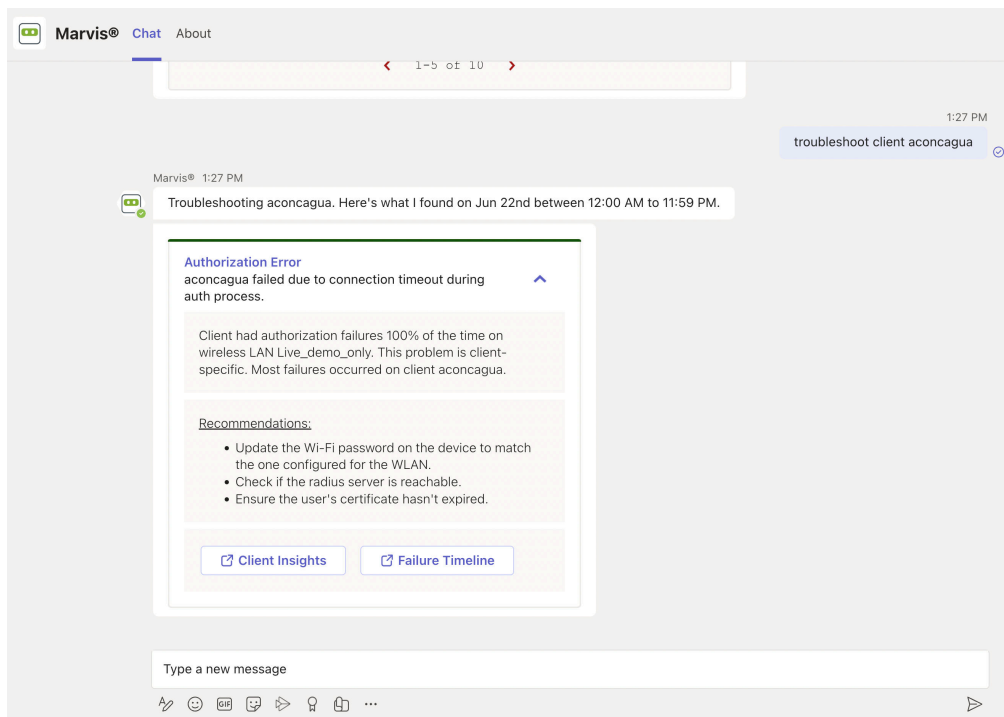 Marvis® Chat About
1-5 of 10
1:27 PM
troubleshoot client aconcagua
Marvis® 1:27 PM
Troubleshooting aconcagua. Here's what I found on Jun 22nd between 12:00 AM to 11:59 PM.
Authorization Error
aconcagua failed due to connection timeout during
auth process.
Client had authorization failures 100% of the time on
wireless LAN Live_demo_only. This problem is client-
specific. Most failures occurred on client aconcagua.
Recommendations:
• Update the Wi-Fi password on the device to match
the one configured for the WLAN.
• Check if the radius server is reachable.
• Ensure the user's certificate hasn't expired.
Client Insights Failure Timeline
Type a new message
GIF